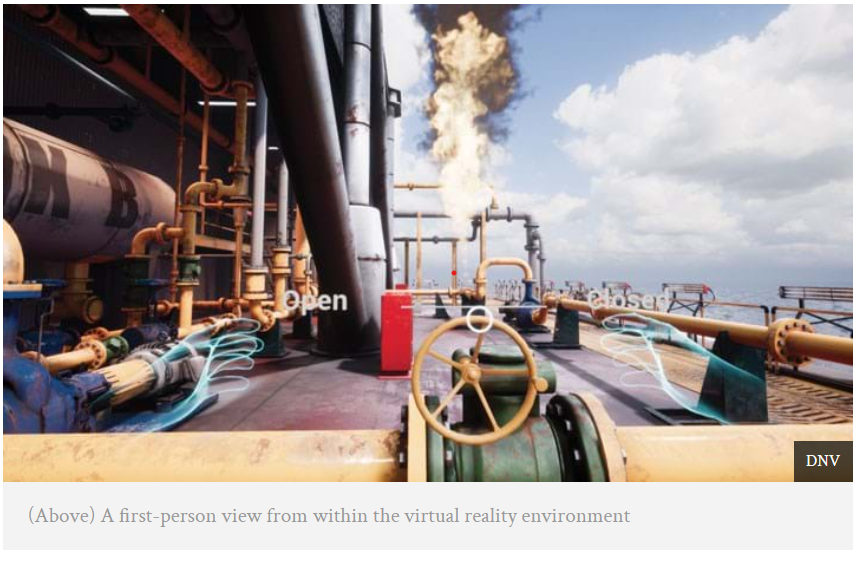 Open
Closed
DNV
(Above) A first-person view from within the virtual reality environment